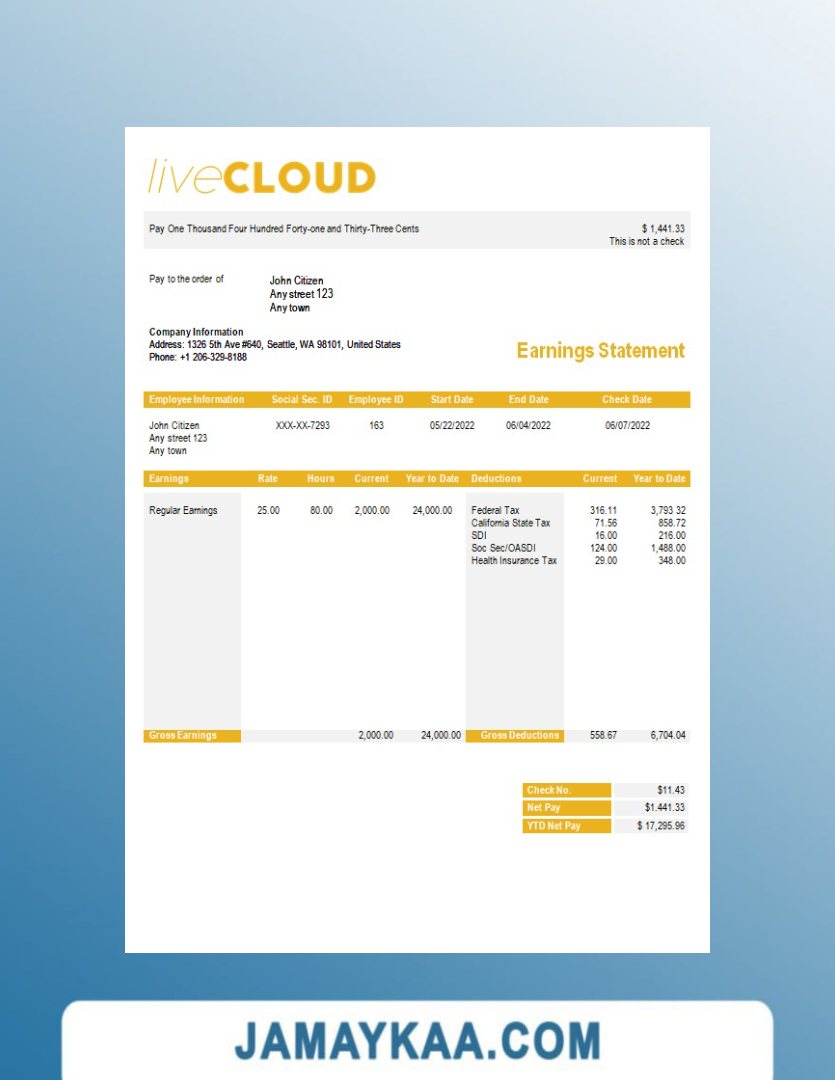 liveCLOUD
Pay One Thousand Four Hundred Forty-one and Thirty-Three Cents $ 1,441.33
This is not a check
Pay to the order of John Citizen
Any street 123
Any town
Company Information
Address: 1326 5th Ave #640, Seattle, WA 98101, United States
Phone: +1 206-329-8188
Earnings Statement
Employee Information Social Sec. ID Employee ID Start Date End Date Check Date
John Citizen XXX-XX-7293 163 05/22/2022 06/04/2022 06/07/2022
Any street 123
Any town
Earnings Rate Hours Current Year to Date Deductions Current Year to Date
Regular Earnings 25.00 80.00 2,000.00 24,000.00 Federal Tax 316.11 3,793 32
California State Tax 71.56 858.72
SDI 16.00 216.00
Soc Sec/OASDI 124.00 1,488.00
Health Insurance Tax 29.00 348.00
Gross Earnings 2,000.00 24,000.00 Gross Deductions 558.67 6,704.04
Check No. $11.43
Net Pay $1.441.33
YTD Net Pay $ 17,295.96
JAMAYKAA.COM